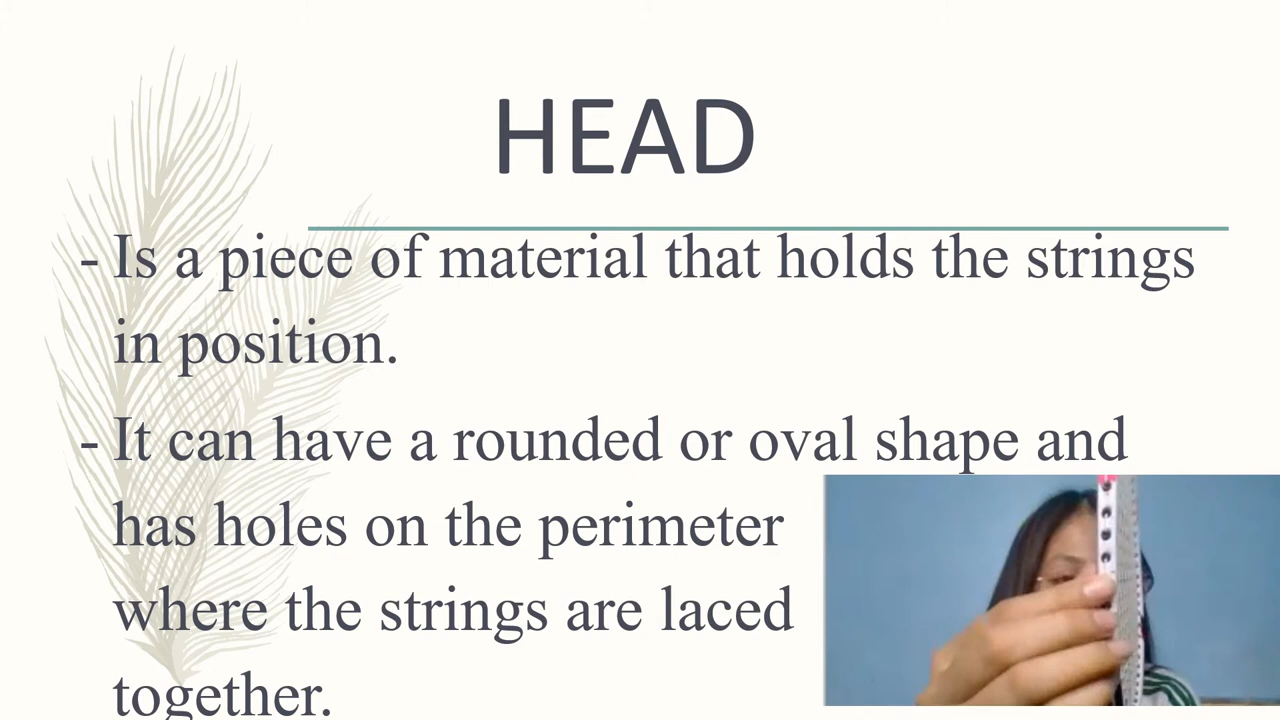 HEAD
- Is a piece of material that holds the strings
in position.
- It can have a rounded or oval shape and
has holes on the perimeter
where the strings are laced
together.